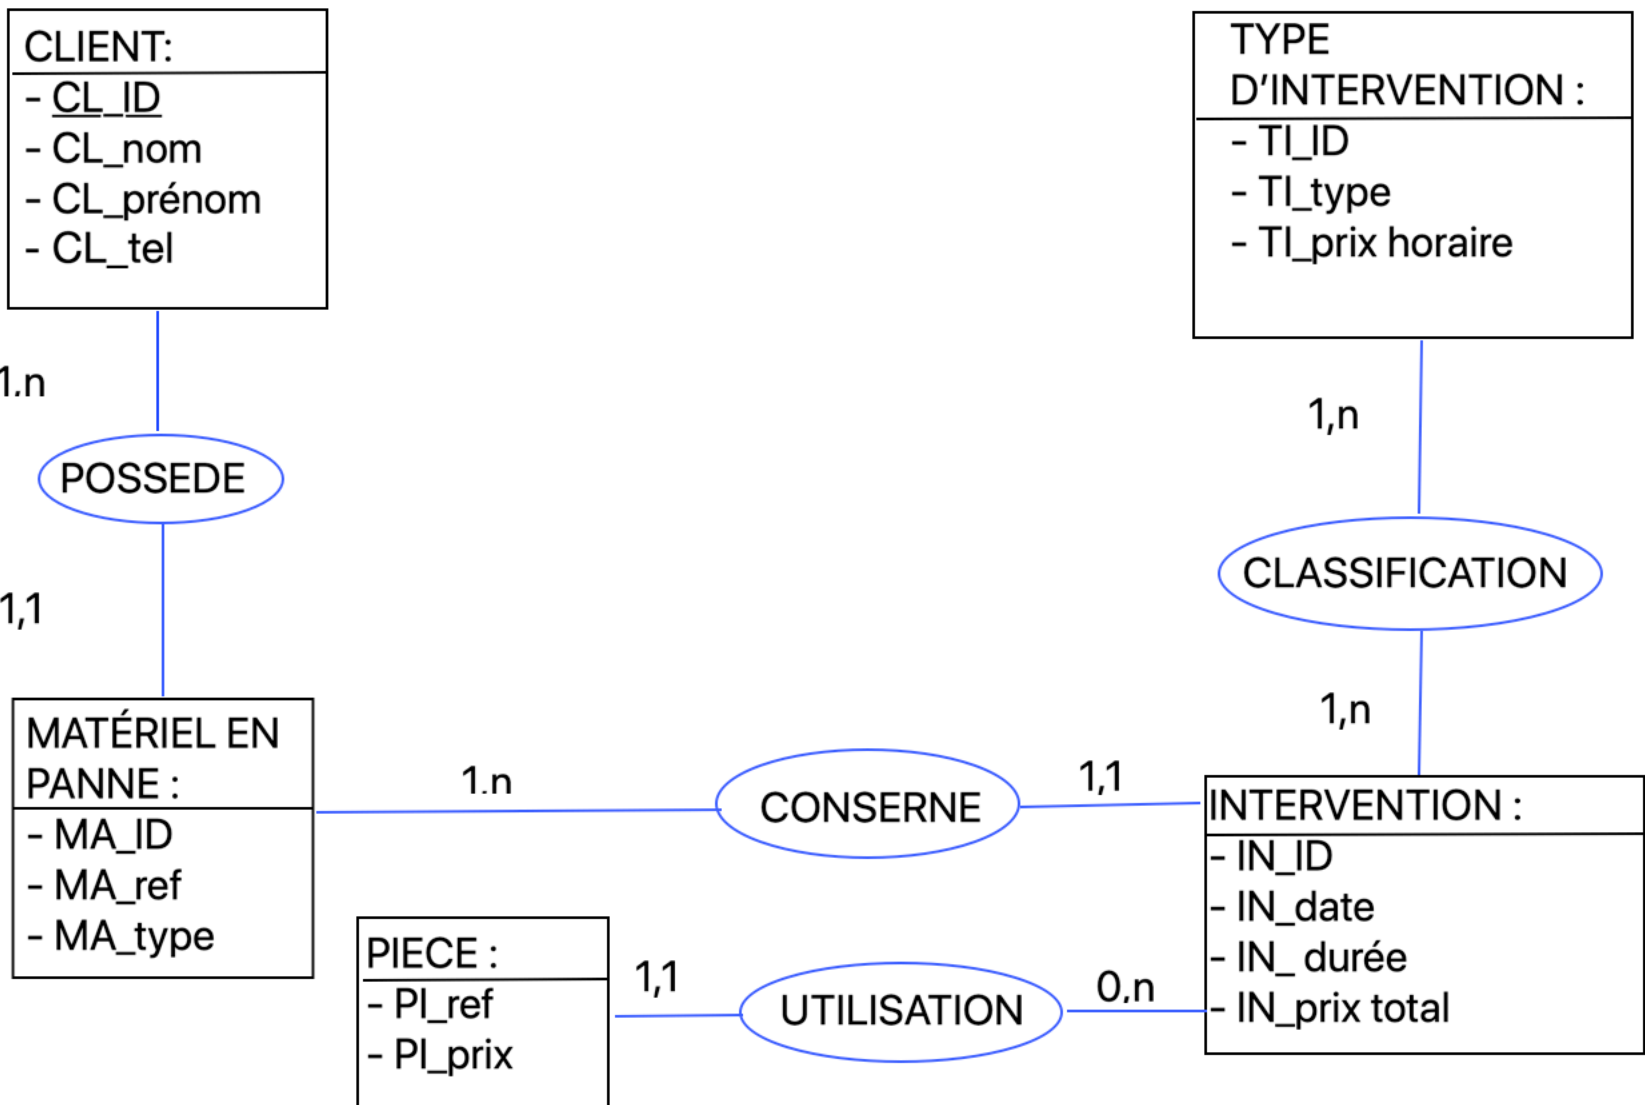 CLIENT:
- CL_ID
- CL_nom
- CL_prénom
- CL_tel
TYPE
D'INTERVENTION :
- TI_ID
- TI_type
- TI_prix horaire
1.n
1,n
POSSEDE
CLASSIFICATION
1,1
1,n
MATÉRIEL EN
PANNE :
- MA_ID
- MA_ref
- MA_type
1.n
CONSERNE
1,1
INTERVENTION :
- IN_ID
- IN_date
- IN_ durée
- IN_prix total
PIECE :
- PI_ref
- PI_prix
1,1
UTILISATION
0,n